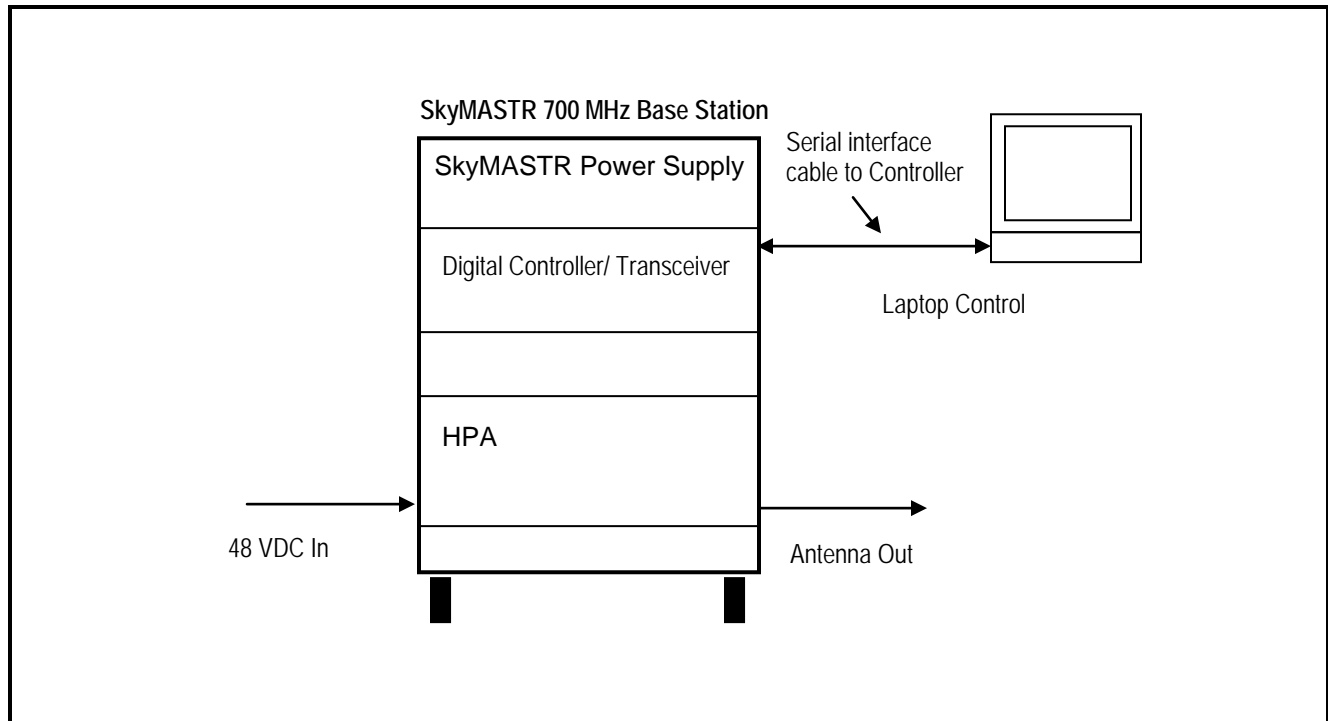 SkyMASTR 700 MHz Base Station
SkyMASTR Power Supply
Serial interface
cable to Controller
Digital Controller/ Transceiver
Laptop Control
HPA
48 VDC In
Antenna Out